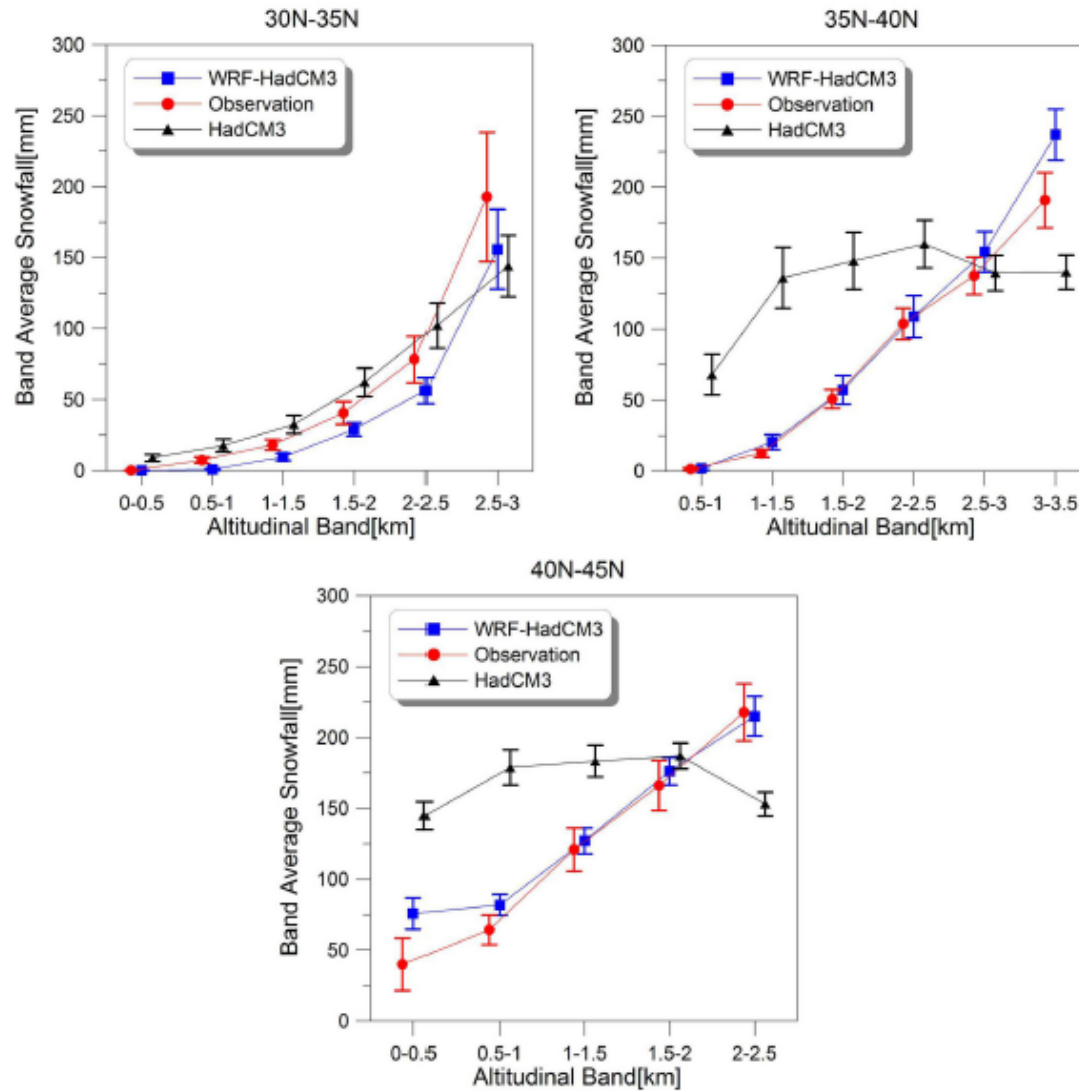 30N-35N
300
250
200
150
100
50
0
Band Average Snowfall[mm]
WRF-HadCM3
Observation
HadCM3
0-0.5 0.5-1 1-1.5 1.5-2 2-2.5 2.5-3
Altitudinal Band[km]
35N-40N
300
250
200
150
100
50
0
Band Average Snowfall[mm]
WRF-HadCM3
Observation
HadCM3
0.5-1 1-1.5 1.5-2 2-2.5 2.5-3 3-3.5
Altitudinal Band[km]
40N-45N
300
250
200
150
100
50
0
Band Average Snowfall[mm]
WRF-HadCM3
Observation
HadCM3
0-0.5 0.5-1 1-1.5 1.5-2 2-2.5
Altitudinal Band[km]